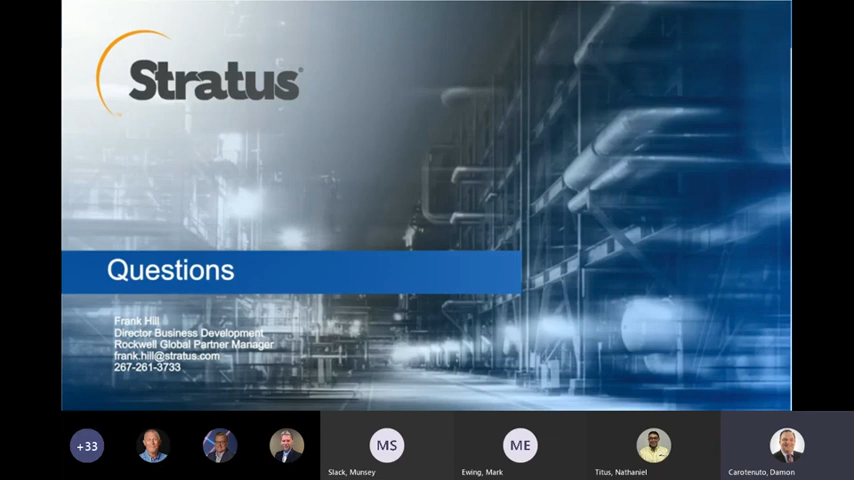 Stratus®
Questions
Frank Hill
Director Business Development
Rockwell Global Partner Manager
frank.hill@stratus.com
267-261-3733
+33
MS
ME
Slack, Munsey
Ewing, Mark
Titus, Nathaniel
Carotenuto, Damon